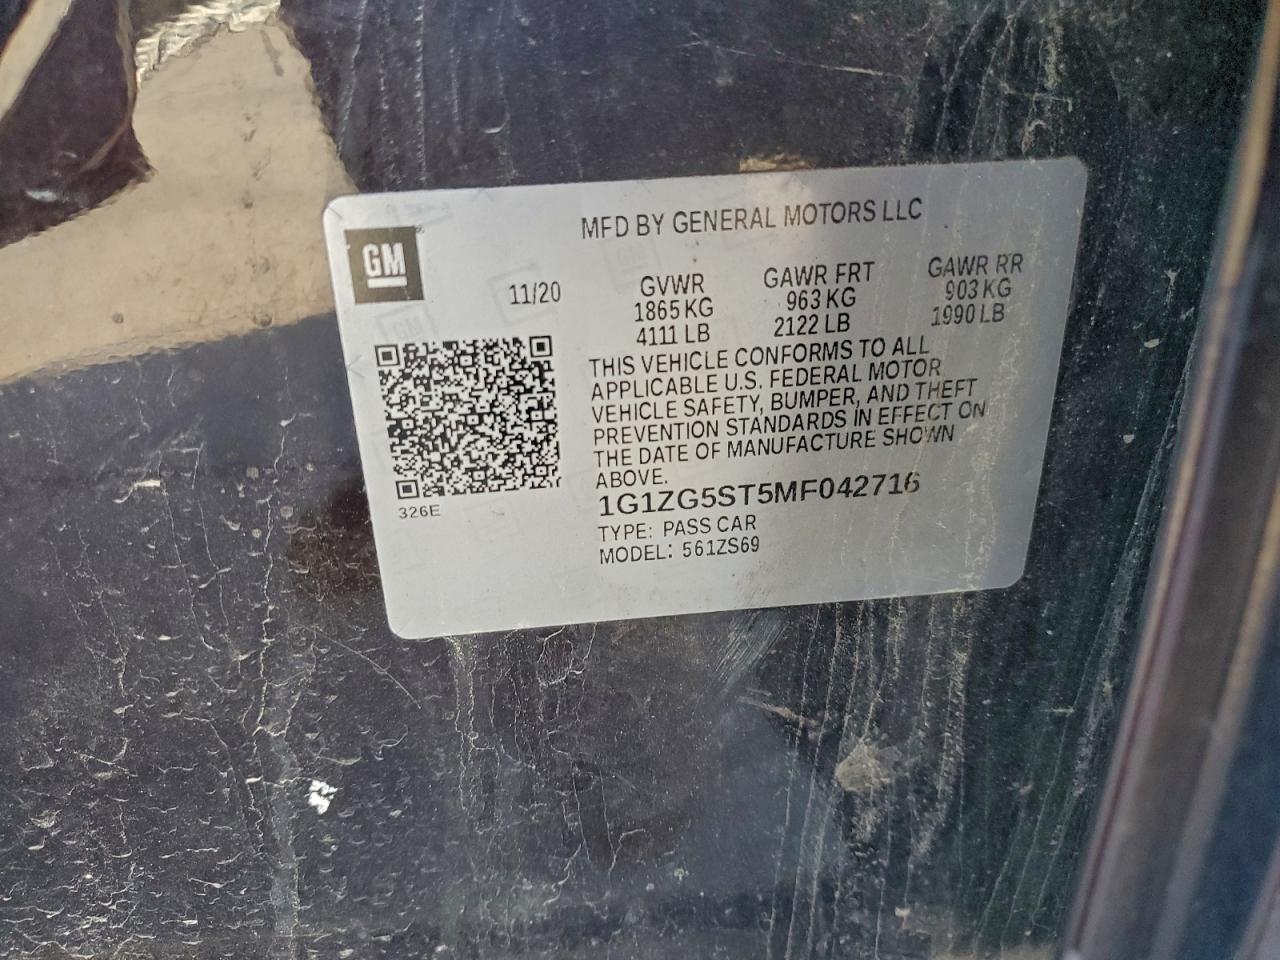 MFD BY GENERAL MOTORS LLC
GM
11/20
GVWR
1865 KG
4111 LB
GAWR FRT
963 KG
2122 LB
GAWR RR
903 KG
1990 LB
THIS VEHICLE CONFORMS TO ALL
APPLICABLE U.S. FEDERAL MOTOR
VEHICLE SAFETY, BUMPER, AND THEFT
PREVENTION STANDARDS IN EFFECT ON
THE DATE OF MANUFACTURE SHOWN
ABOVE.
1G1ZG5ST5MF042716
TYPE: PASS CAR
MODEL: 561ZS69
326E